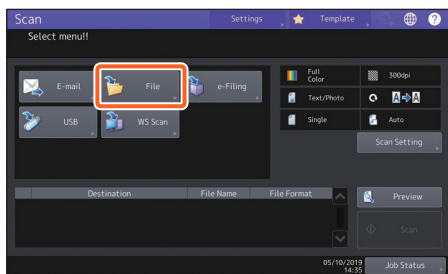 Scan
Settings
Template
?
Select menu!!
E-mail
File
e-Filing
USB
WS Scan
Full Color
300dpi
Text/Photo
A A
Single
Auto
Scan Setting
Destination
File Name
File Format
Preview
Scan
05/10/2019
14:35
Job Status